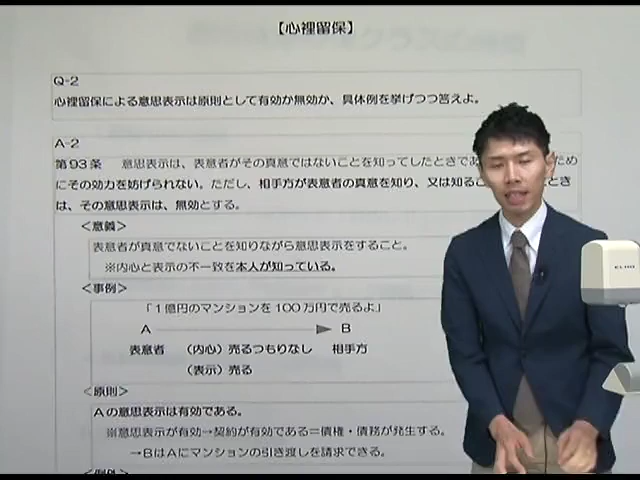 【心裡留保】
Q-2
心裡留保による意思表示は原則として有効か無効か、具体例を挙げつつ答えよ。
A-2
第93条 意思表示は、表意者がその真意ではないことを知ってしたときであ ため
にその効力を妨げられない。ただし、相手方が表意者の真意を知り、又は知るこ とき
は、その意思表示は、無効とする。
＜意義＞
表意者が真意でないことを知りながら意思表示をすること。
※内心と表示の不一致を本人が知っている。
＜事例＞
「１億円のマンションを100万円で売るよ」
A B
表意者 （内心）売るつもりなし 相手方
（表示）売る
＜原則＞
Aの意思表示は有効である。
※意思表示が有効→契約が有効である＝債権・債務が発生する。
→BはAにマンションの引き渡しを請求できる。
＜例外＞
ELMO